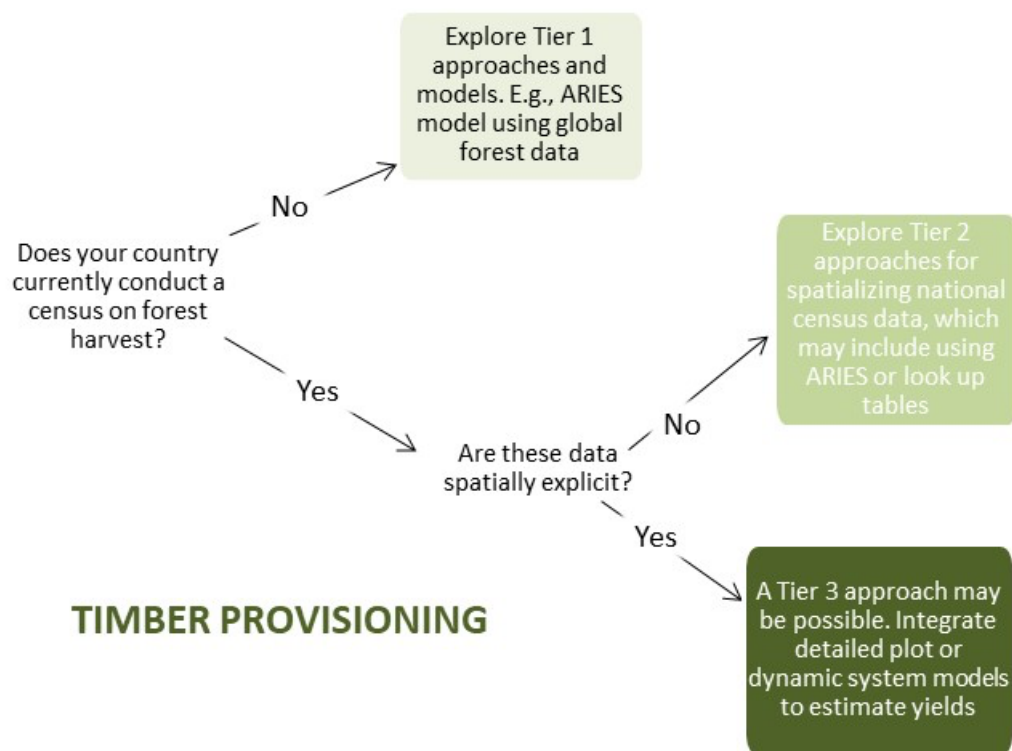 Explore Tier 1
approaches and
models. E.g., ARIES
model using global
forest data
No
Does your country
currently conduct a
census on forest
harvest?
Yes
Explore Tier 2
approaches for
spatializing national
census data, which
may include using
ARIES or look up
tables
No
Are these data
spatially explicit?
Yes
A Tier 3 approach may
be possible. Integrate
detailed plot or
dynamic system models
to estimate yields
TIMBER PROVISIONING